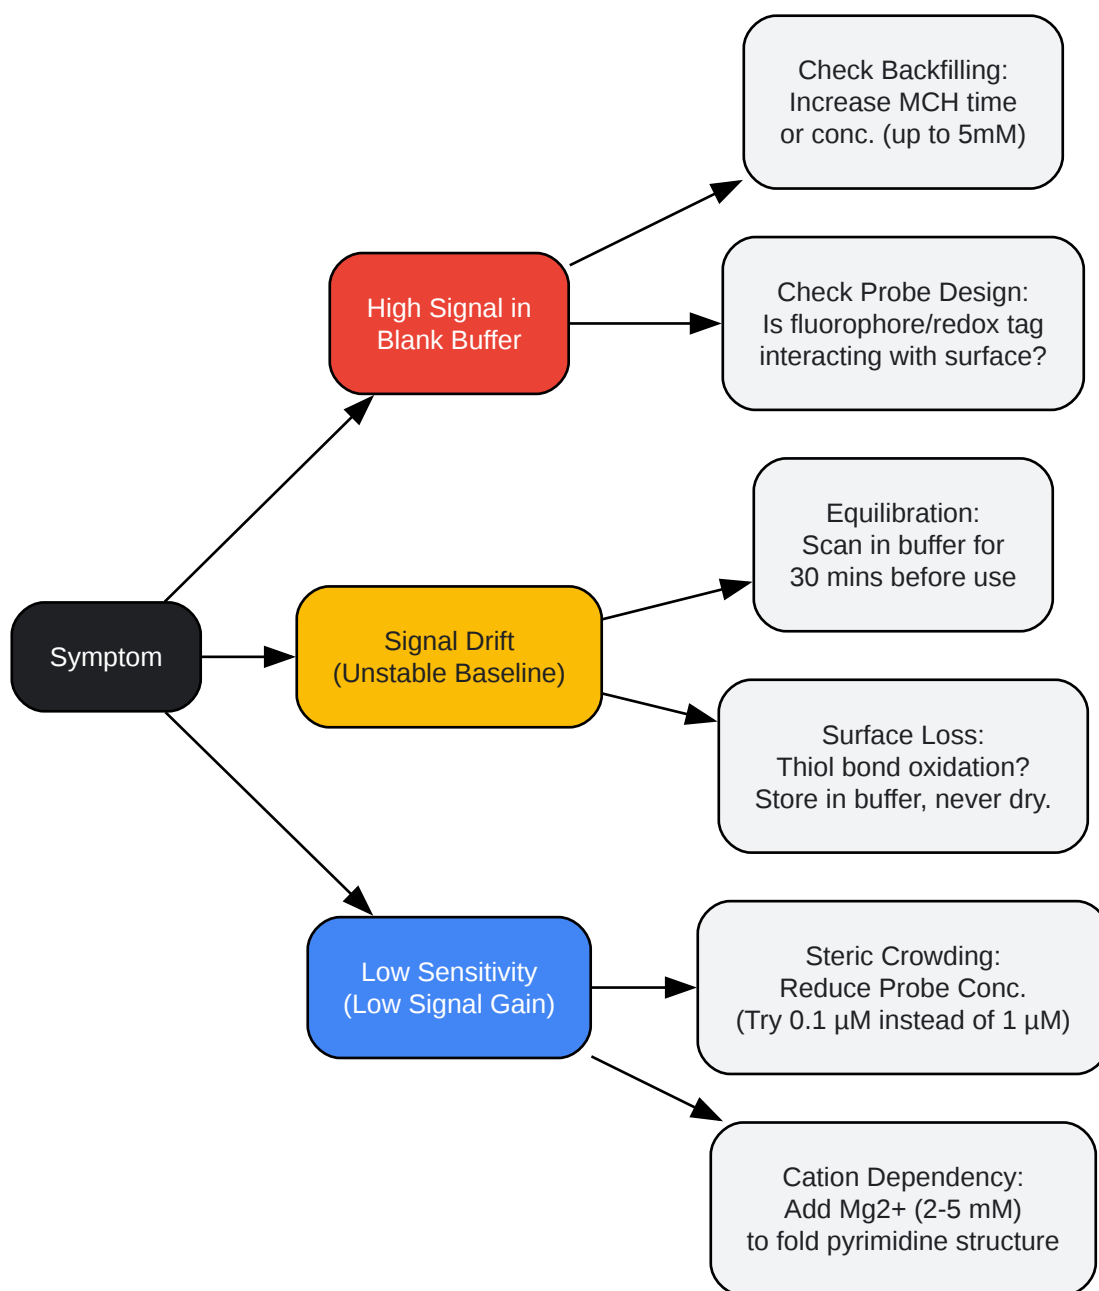 Symptom
High Signal in
Blank Buffer
Check Backfilling:
Increase MCH time
or conc. (up to 5mM)
Check Probe Design:
Is fluorophore/redox tag
interacting with surface?
Signal Drift
(Unstable Baseline)
Equilibration:
Scan in buffer for
30 mins before use
Surface Loss:
Thiol bond oxidation?
Store in buffer, never dry.
Low Sensitivity
(Low Signal Gain)
Steric Crowding:
Reduce Probe Conc.
(Try 0.1 µM instead of 1 µM)
Cation Dependency:
Add Mg2+ (2-5 mM)
to fold pyrimidine structure